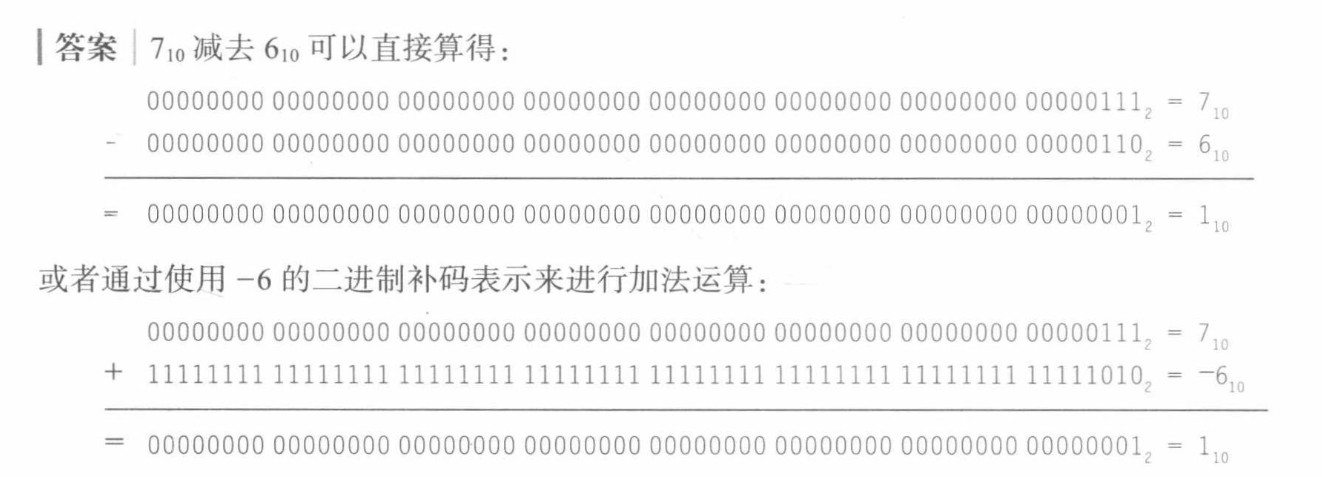 答案 7₁₀ 减去 6₁₀ 可以直接算得：
00000000 00000000 00000000 00000000 00000000 00000000 00000000 00000111₂ = 7₁₀
- 00000000 00000000 00000000 00000000 00000000 00000000 00000000 00000110₂ = 6₁₀
= 00000000 00000000 00000000 00000000 00000000 00000000 00000000 00000001₂ = 1₁₀
或者通过使用 −6 的二进制补码表示来进行加法运算：
00000000 00000000 00000000 00000000 00000000 00000000 00000000 00000111₂ = 7₁₀
+ 11111111 11111111 11111111 11111111 11111111 11111111 11111111 11111010₂ = −6₁₀
= 00000000 00000000 00000000 00000000 00000000 00000000 00000000 00000001₂ = 1₁₀